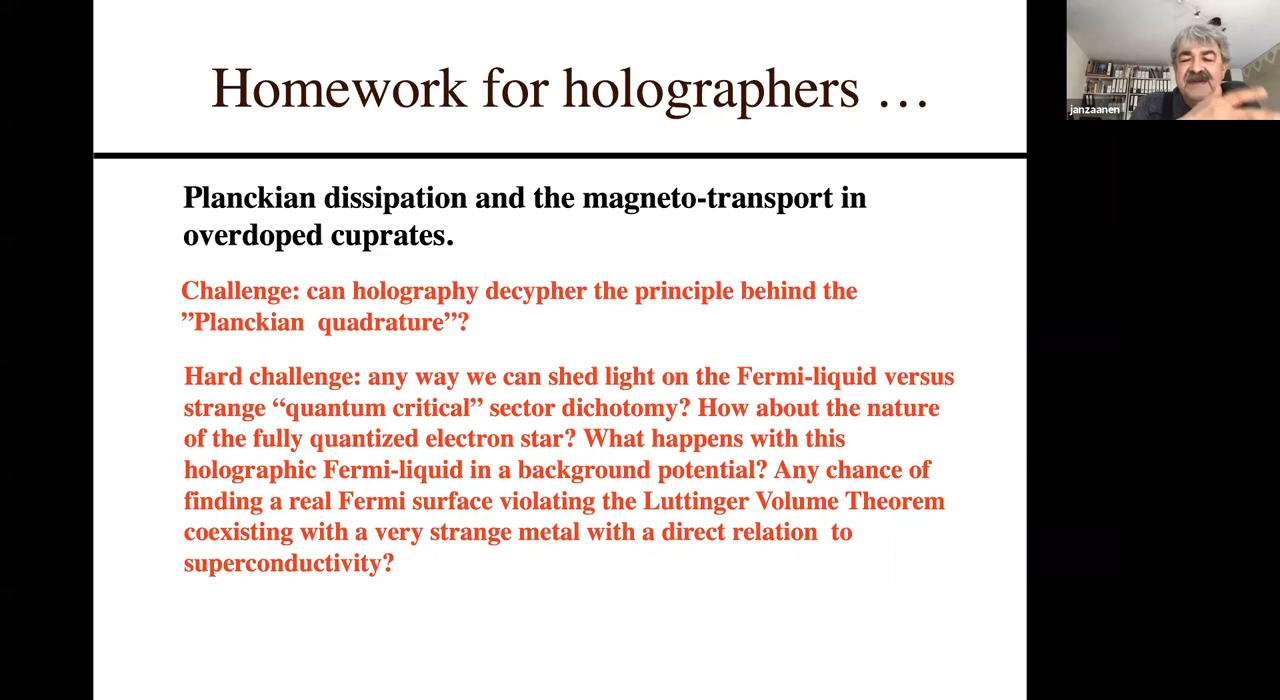 Homework for holographers …
janzaanen
Planckian dissipation and the magneto-transport in
overdoped cuprates.
Challenge: can holography decypher the principle behind the
”Planckian quadrature”?
Hard challenge: any way we can shed light on the Fermi-liquid versus
strange “quantum critical” sector dichotomy? How about the nature
of the fully quantized electron star? What happens with this
holographic Fermi-liquid in a background potential? Any chance of
finding a real Fermi surface violating the Luttinger Volume Theorem
coexisting with a very strange metal with a direct relation to
superconductivity?